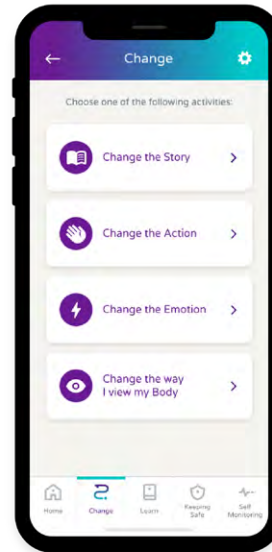 Change
Choose one of the following activities:
Change the Story
Change the Action
Change the Emotion
Change the way
I view my Body
Home
Change
Learn
Keeping
Safe
Self
Monitoring